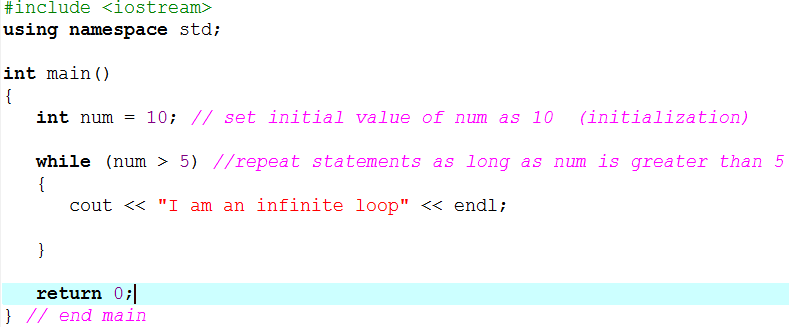 #include <iostream>
using namespace std;
int main()
{
int num = 10; // set initial value of num as 10 (initialization)
while (num > 5) //repeat statements as long as num is greater than 5
{
cout << "I am an infinite loop" << endl;
}
return 0;
} // end main